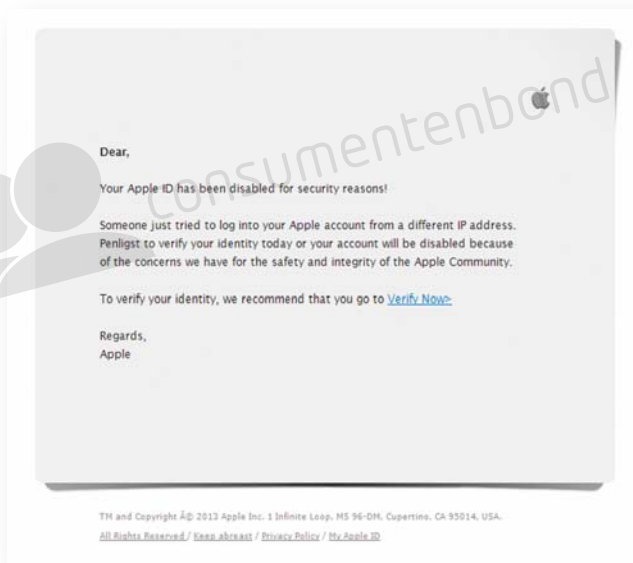 consumentenbond
Dear,
Your Apple ID has been disabled for security reasons!
Someone just tried to log into your Apple account from a different IP address.
Penligst to verify your identity today or your account will be disabled because
of the concerns we have for the safety and integrity of the Apple Community.
To verify your identity, we recommend that you go to Verify Now>
Regards,
Apple
TM and Copyright Â© 2013 Apple Inc. 1 Infinite Loop, MS 96-DM, Cupertino, CA 95014, USA.
All Rights Reserved / Keep abreast / Privacy Policy / My Apple ID